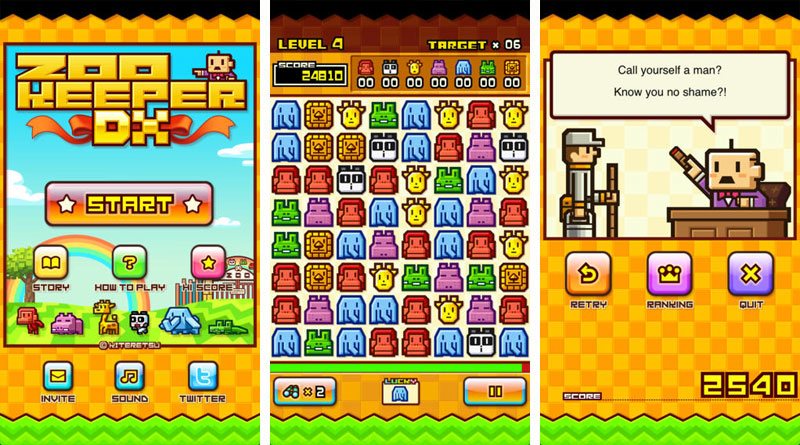 ZOO
KEEPER
DX
START
STORY
HOW TO PLAY
HI SCORE
© KITERETSU
INVITE
SOUND
TWITTER
LEVEL 4
TARGET × 06
SCORE
24810
00 00 00 00 00 00 00
× 2
LUCKY
Call yourself a man?
Know you no shame?!
RETRY
RANKING
QUIT
SCORE
2540